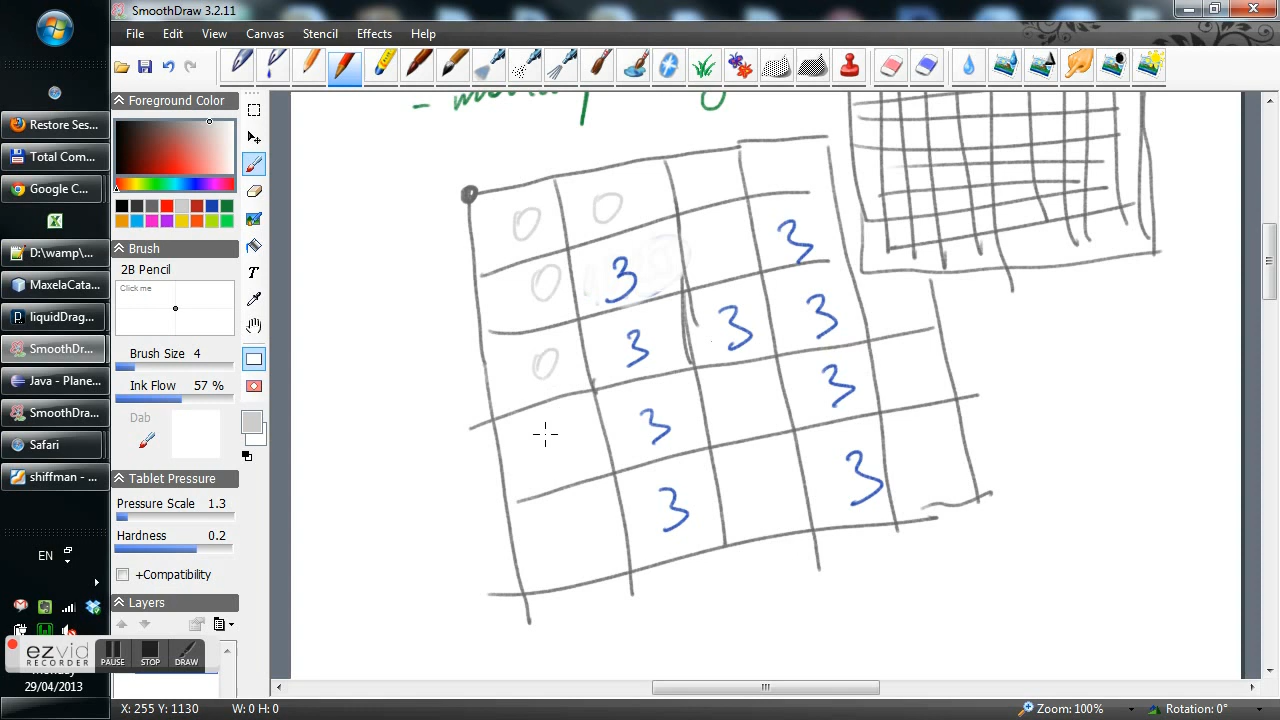 SmoothDraw 3.2.11
File Edit View Canvas Stencil Effects Help
Restore Ses...
Total Com...
Google C...
D:\wamp\...
MaxelaCata...
liquidDrag...
SmoothDr...
Java - Plane...
SmoothDr...
Safari
shiffman - ...
EN
29/04/2013
Foreground Color
Brush
2B Pencil
Click me
Brush Size 4
Ink Flow 57 %
Dab
Tablet Pressure
Pressure Scale 1.3
Hardness 0.2
+Compatibility
Layers
ezvid
RECORDER
PAUSE STOP DRAW
0 0
0 3 3
0 3 3 3
3 3
3 3
X: 255 Y: 1130 W: 0 H: 0 Zoom: 100% Rotation: 0°